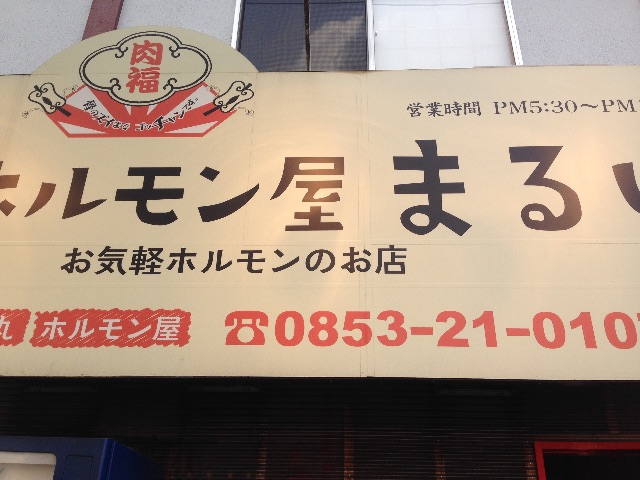 肉福
営業時間 PM5:30～PM
ホルモン屋 まる
お気軽ホルモンのお店
丸 ホルモン屋 ☎0853-21-010